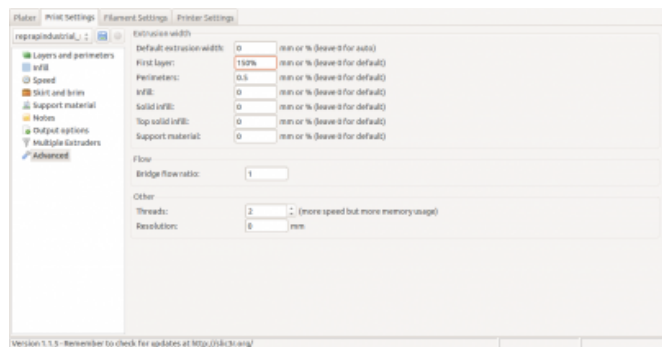 Plater Print Settings Filament Settings Printer Settings
reprapindustrial_
Extrusion width
Default extrusion width: 0 mm or % (leave 0 for auto)
Layers and perimeters
First layer: 150% mm or % (leave 0 for default)
Infill
Perimeters: 0.5 mm or % (leave 0 for default)
Speed
Infill: 0 mm or % (leave 0 for default)
Skirt and brim
Solid infill: 0 mm or % (leave 0 for default)
Support material
Top solid infill: 0 mm or % (leave 0 for default)
Notes
Support material: 0 mm or % (leave 0 for default)
Output options
Multiple Extruders
Advanced
Flow
Bridge flow ratio: 1
Other
Threads: 2 (more speed but more memory usage)
Resolution: 0 mm
Version 1.1.5 - Remember to check for updates at http://slic3r.org/